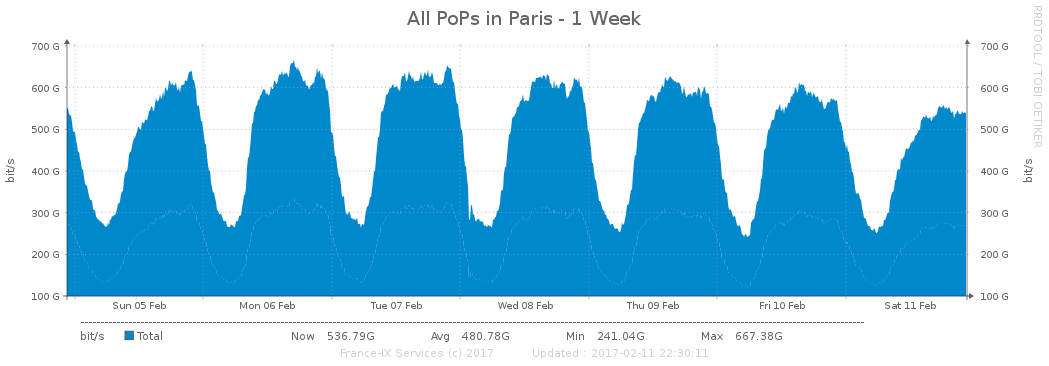 All PoPs in Paris - 1 Week
RRDTOOL / TOBI OETIKER
700 G 700 G
600 G 600 G
500 G 500 G
400 G 400 G
300 G 300 G
200 G 200 G
100 G 100 G
bit/s
bit/s
Sun 05 Feb Mon 06 Feb Tue 07 Feb Wed 08 Feb Thu 09 Feb Fri 10 Feb Sat 11 Feb
bit/s Total Now 536.79G Avg 480.78G Min 241.04G Max 667.38G
France-IX Services (c) 2017 Updated : 2017-02-11 22:30:11